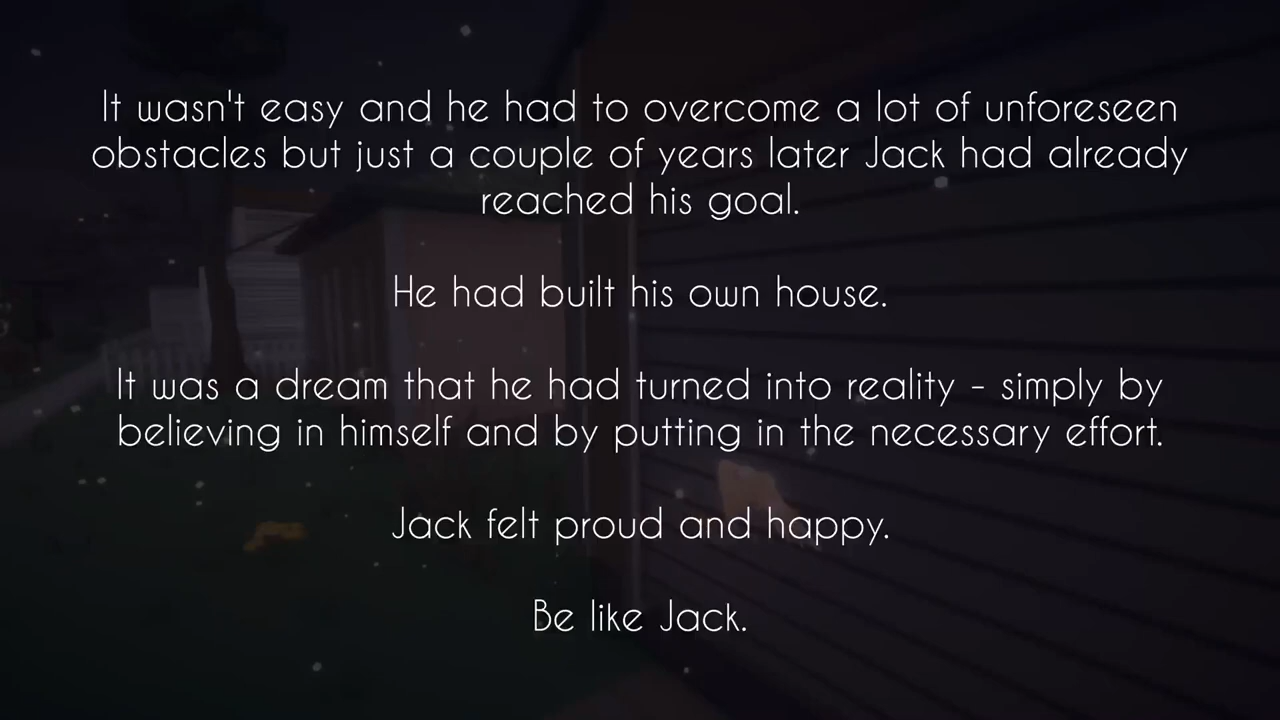 It wasn't easy and he had to overcome a lot of unforeseen
obstacles but just a couple of years later Jack had already
reached his goal.
He had built his own house.
It was a dream that he had turned into reality - simply by
believing in himself and by putting in the necessary effort.
Jack felt proud and happy.
Be like Jack.